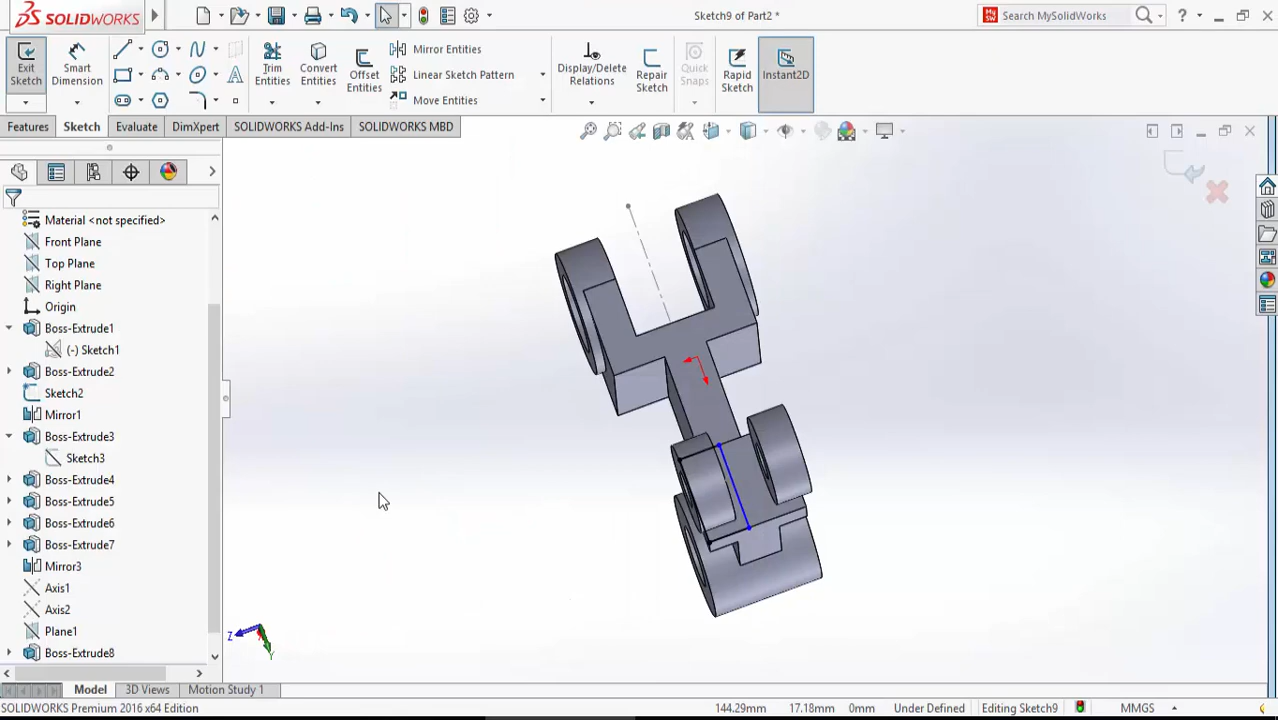 SOLIDWORKS
Sketch9 of Part2 *
Search MySolidWorks
Exit Sketch
Smart Dimension
Trim Entities
Convert Entities
Offset Entities
Mirror Entities
Linear Sketch Pattern
Move Entities
Display/Delete Relations
Repair Sketch
Quick Snaps
Rapid Sketch
Instant2D
Features
Sketch
Evaluate
DimXpert
SOLIDWORKS Add-Ins
SOLIDWORKS MBD
Material <not specified>
Front Plane
Top Plane
Right Plane
Origin
Boss-Extrude1
(-) Sketch1
Boss-Extrude2
Sketch2
Mirror1
Boss-Extrude3
Sketch3
Boss-Extrude4
Boss-Extrude5
Boss-Extrude6
Boss-Extrude7
Mirror3
Axis1
Axis2
Plane1
Boss-Extrude8
Z
Y
Model
3D Views
Motion Study 1
SOLIDWORKS Premium 2016 x64 Edition
144.29mm
17.18mm
0mm
Under Defined
Editing Sketch9
MMGS